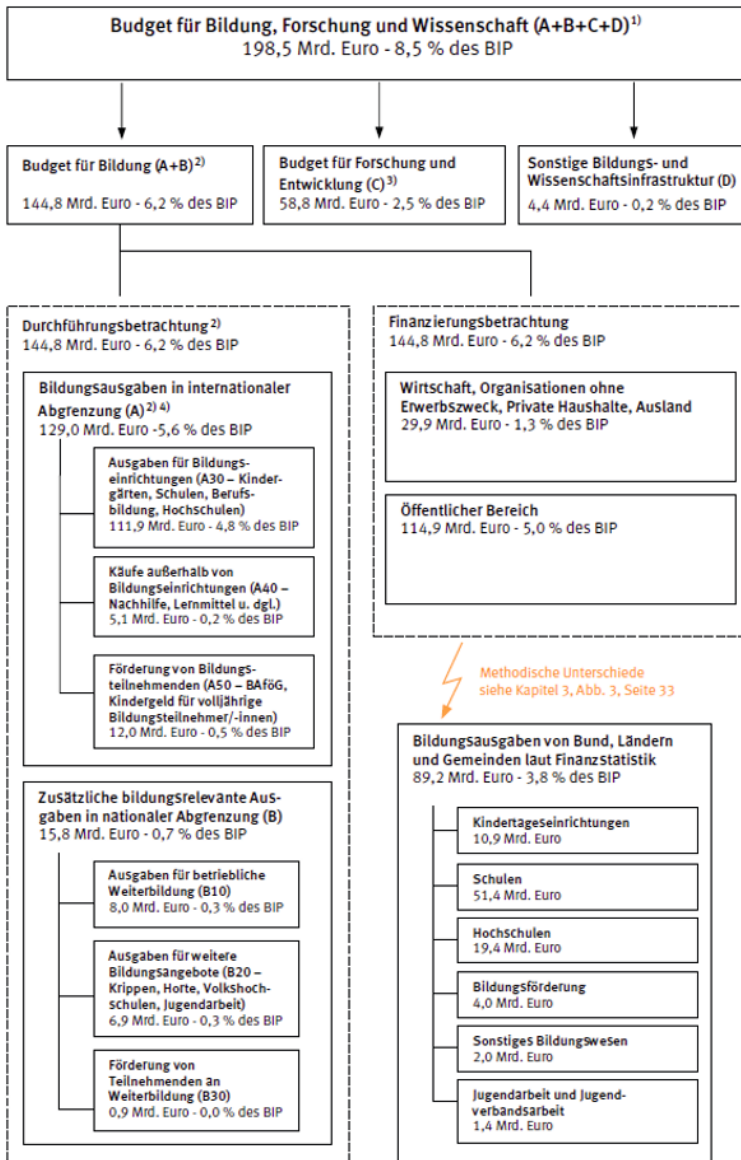 Budget für Bildung, Forschung und Wissenschaft (A+B+C+D)¹⁾
198,5 Mrd. Euro - 8,5 % des BIP
Budget für Bildung (A+B)²⁾
144,8 Mrd. Euro - 6,2 % des BIP
Budget für Forschung und
Entwicklung (C)³⁾
58,8 Mrd. Euro - 2,5 % des BIP
Sonstige Bildungs- und
Wissenschaftsinfrastruktur (D)
4,4 Mrd. Euro - 0,2 % des BIP
Durchführungsbetrachtung²⁾
144,8 Mrd. Euro - 6,2 % des BIP
Bildungsausgaben in internationaler
Abgrenzung (A)²⁾ ⁴⁾
129,0 Mrd. Euro -5,6 % des BIP
Ausgaben für Bildungs-
einrichtungen (A30 – Kinder-
gärten, Schulen, Berufs-
bildung, Hochschulen)
111,9 Mrd. Euro - 4,8 % des BIP
Käufe außerhalb von
Bildungseinrichtungen (A40 –
Nachhilfe, Lernmittel u. dgl.)
5,1 Mrd. Euro - 0,2 % des BIP
Förderung von Bildungs-
teilnehmenden (A50 – BAföG,
Kindergeld für volljährige
Bildungsteilnehmer/-innen)
12,0 Mrd. Euro - 0,5 % des BIP
Zusätzliche bildungsrelevante Aus-
gaben in nationaler Abgrenzung (B)
15,8 Mrd. Euro - 0,7 % des BIP
Ausgaben für betriebliche
Weiterbildung (B10)
8,0 Mrd. Euro - 0,3 % des BIP
Ausgaben für weitere
Bildungsangebote (B20 –
Krippen, Horte, Volkshoch-
schulen, Jugendarbeit)
6,9 Mrd. Euro - 0,3 % des BIP
Förderung von
Teilnehmenden an
Weiterbildung (B30)
0,9 Mrd. Euro - 0,0 % des BIP
Finanzierungsbetrachtung
144,8 Mrd. Euro - 6,2 % des BIP
Wirtschaft, Organisationen ohne
Erwerbszweck, Private Haushalte, Ausland
29,9 Mrd. Euro - 1,3 % des BIP
Öffentlicher Bereich
114,9 Mrd. Euro - 5,0 % des BIP
Methodische Unterschiede
siehe Kapitel 3, Abb. 3, Seite 33
Bildungsausgaben von Bund, Ländern
und Gemeinden laut Finanzstatistik
89,2 Mrd. Euro - 3,8 % des BIP
Kindertageseinrichtungen
10,9 Mrd. Euro
Schulen
51,4 Mrd. Euro
Hochschulen
19,4 Mrd. Euro
Bildungsförderung
4,0 Mrd. Euro
Sonstiges Bildungswesen
2,0 Mrd. Euro
Jugendarbeit und Jugend-
verbandsarbeit
1,4 Mrd. Euro